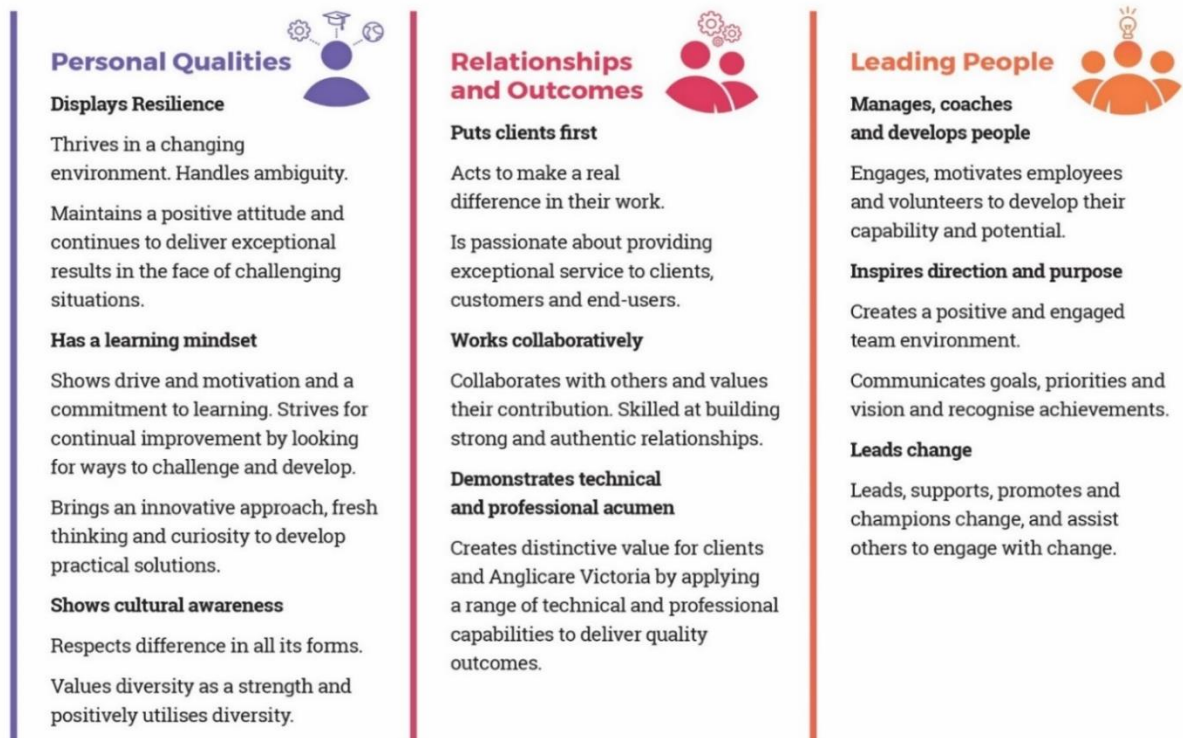 Personal Qualities
Displays Resilience
Thrives in a changing
environment. Handles ambiguity.
Maintains a positive attitude and
continues to deliver exceptional
results in the face of challenging
situations.
Has a learning mindset
Shows drive and motivation and a
commitment to learning. Strives for
continual improvement by looking
for ways to challenge and develop.
Brings an innovative approach, fresh
thinking and curiosity to develop
practical solutions.
Shows cultural awareness
Respects difference in all its forms.
Values diversity as a strength and
positively utilises diversity.
Relationships
and Outcomes
Puts clients first
Acts to make a real
difference in their work.
Is passionate about providing
exceptional service to clients,
customers and end-users.
Works collaboratively
Collaborates with others and values
their contribution. Skilled at building
strong and authentic relationships.
Demonstrates technical
and professional acumen
Creates distinctive value for clients
and Anglicare Victoria by applying
a range of technical and professional
capabilities to deliver quality
outcomes.
Leading People
Manages, coaches
and develops people
Engages, motivates employees
and volunteers to develop their
capability and potential.
Inspires direction and purpose
Creates a positive and engaged
team environment.
Communicates goals, priorities and
vision and recognise achievements.
Leads change
Leads, supports, promotes and
champions change, and assist
others to engage with change.